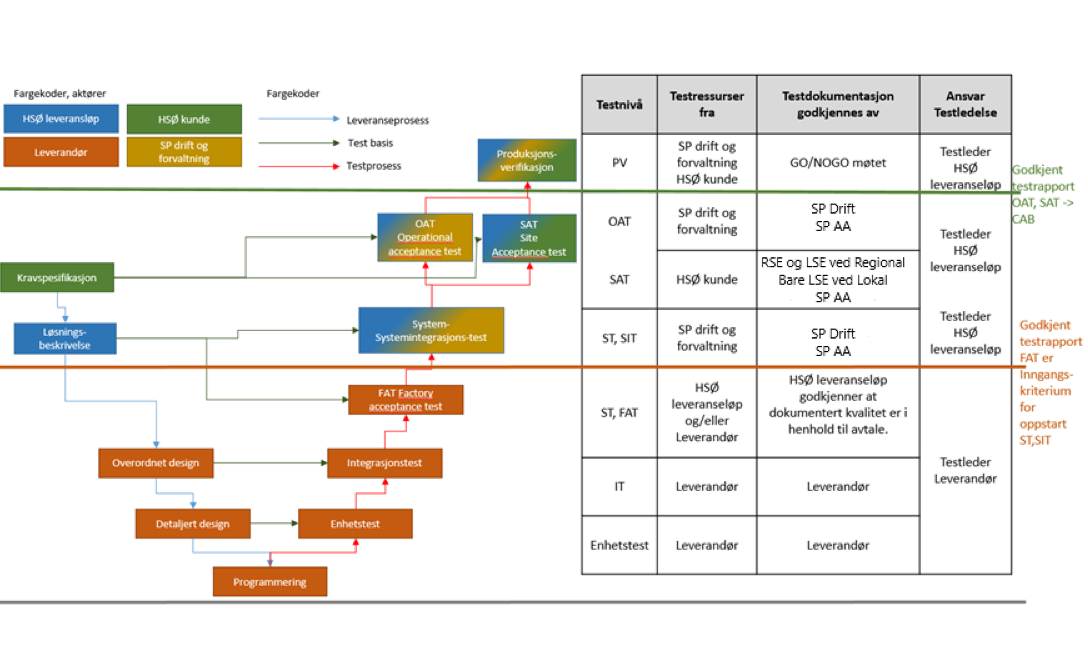 Fargekoder, aktører
Fargekoder
HSØ leveransløp
HSØ kunde
Leverandør
SP drift og
forvaltning
Leveranseprosess
Test basis
Testprosess
Produksjons-
verifikasjon
OAT
Operational
acceptance test
SAT
Site
Acceptance test
Kravspesifikasjon
Løsnings-
beskrivelse
System-
Systemintegrasjons-test
FAT Factory
acceptance test
Overordnet design
Integrasjonstest
Detaljert design
Enhetstest
Programmering
Testnivå
Testressurser
fra
Testdokumentasjon
godkjennes av
Ansvar
Testledelse
PV
SP drift og
forvaltning
HSØ kunde
GO/NOGO møtet
Testleder
HSØ
leveranseløp
OAT
SP drift og
forvaltning
SP Drift
SP AA
Testleder
HSØ
leveranseløp
SAT
HSØ kunde
RSE og LSE ved Regional
Bare LSE ved Lokal
SP AA
ST, SIT
SP drift og
forvaltning
SP Drift
SP AA
Testleder
HSØ
leveranseløp
ST, FAT
HSØ
leveranseløp
og/eller
Leverandør
HSØ leveranseløp
godkjenner at
dokumentert kvalitet er i
henhold til avtale.
Testleder
Leverandør
IT
Leverandør
Leverandør
Enhetstest
Leverandør
Leverandør
Godkjent
testrapport
OAT, SAT ->
CAB
Godkjent
testrapport
FAT er
Inngangs-
kriterium
for
oppstart
ST,SIT